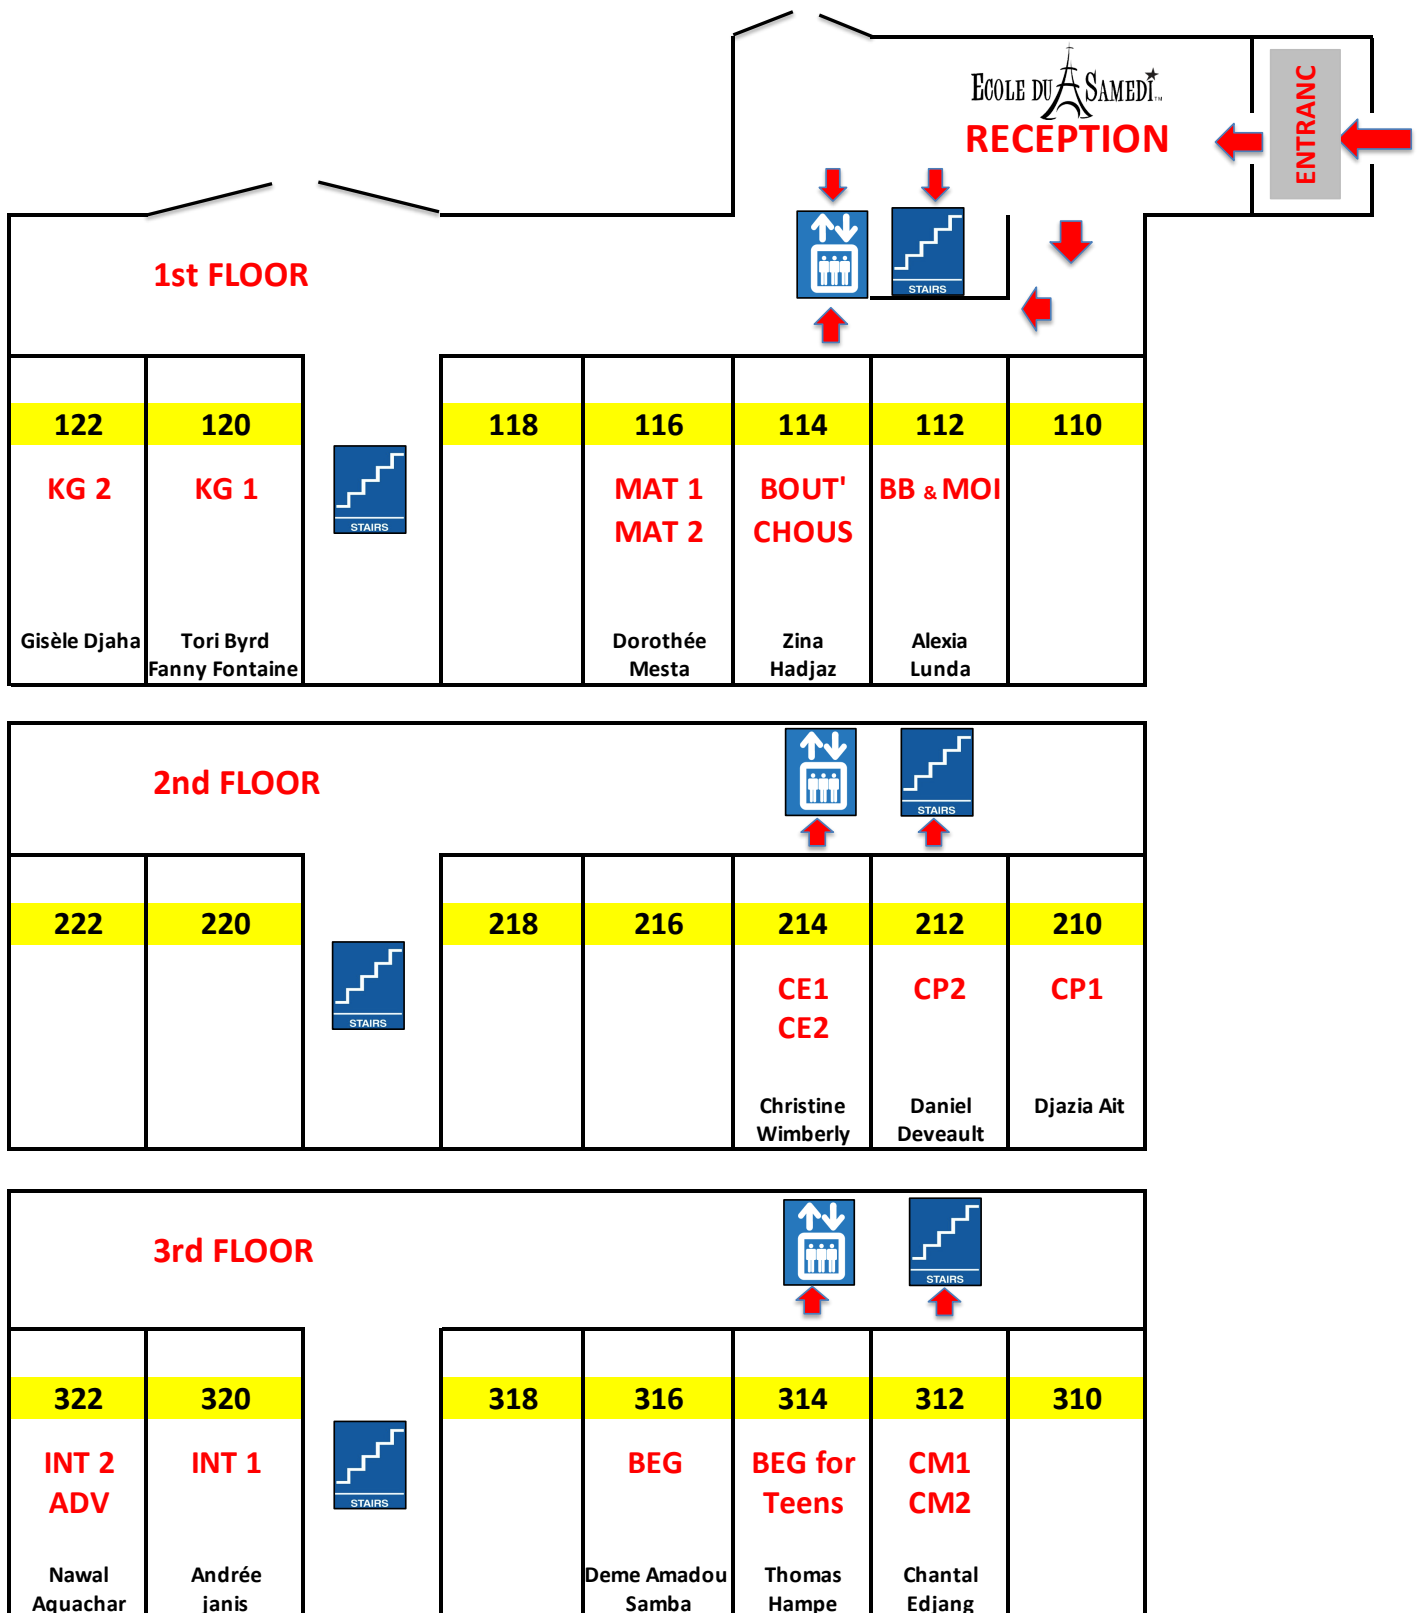 ECOLE DU SAMEDI™
RECEPTION
ENTRANC
STAIRS
1st FLOOR
122 120 118 116 114 112 110
KG 2 KG 1 MAT 1 BOUT' BB & MOI
STAIRS
MAT 2 CHOUS
Gisèle Djaha Tori Byrd Dorothée Zina Alexia
Fanny Fontaine Mesta Hadjaz Lunda
2nd FLOOR
STAIRS
222 220 218 216 214 212 210
CE1 CP2 CP1
STAIRS
CE2
Christine Daniel Djazia Ait
Wimberly Deveault
3rd FLOOR
STAIRS
322 320 318 316 314 312 310
INT 2 INT 1 BEG BEG for CM1
STAIRS
ADV Teens CM2
Nawal Andrée Deme Amadou Thomas Chantal
Aquachar janis Samba Hampe Edjang